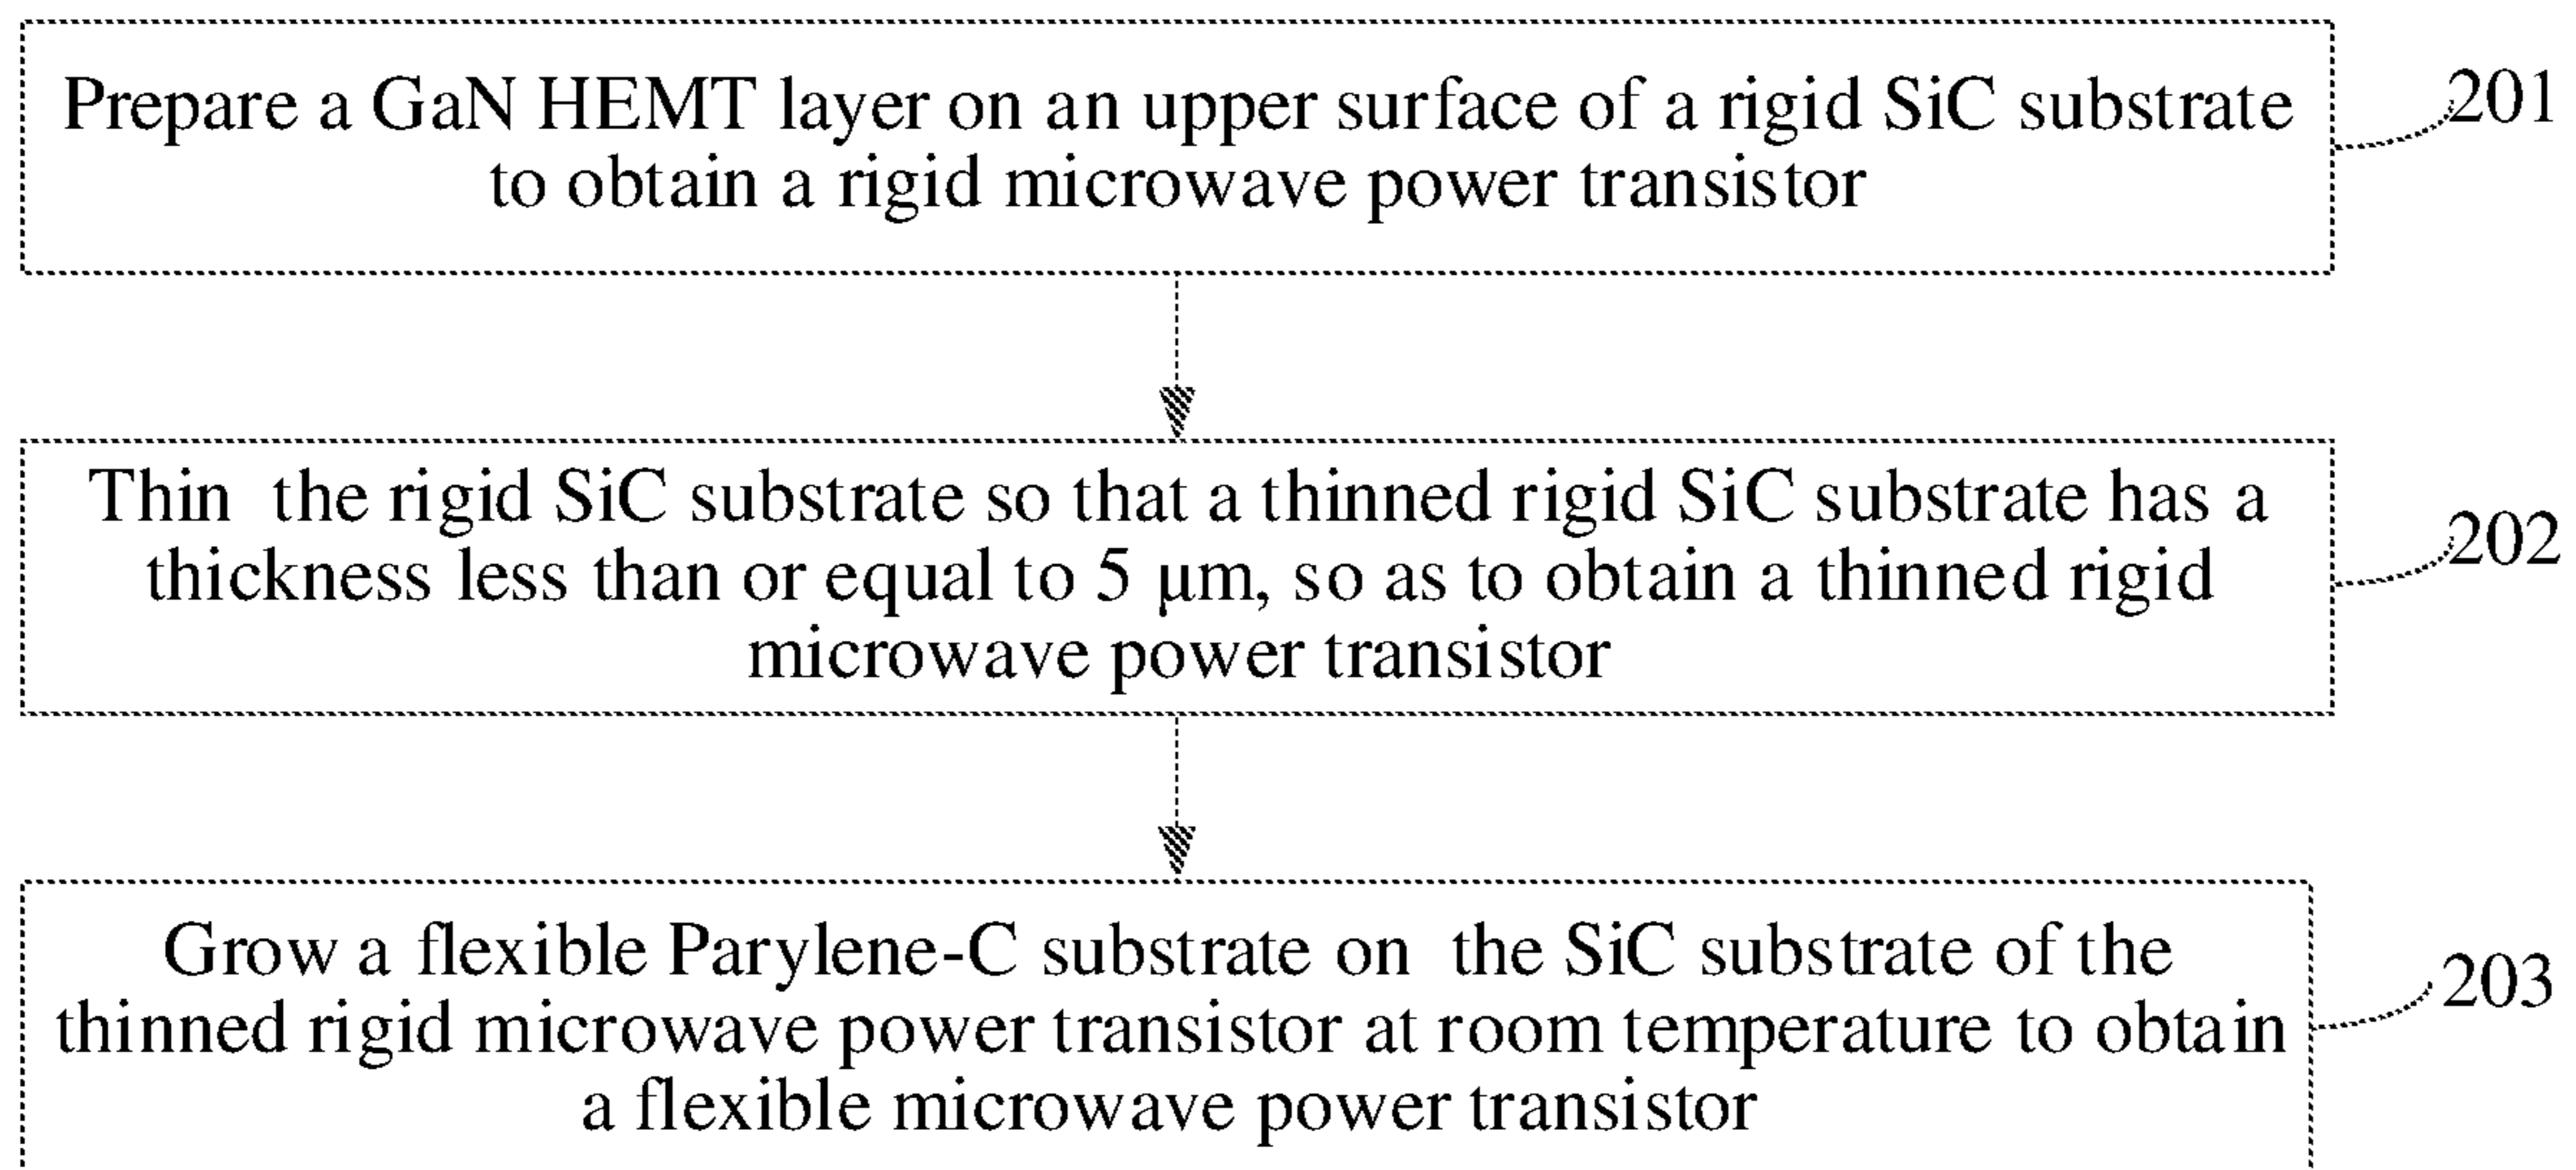 Prepare a GaN HEMT layer on an upper surface of a rigid SiC substrate
to obtain a rigid microwave power transistor
201
Thin the rigid SiC substrate so that a thinned rigid SiC substrate has a
thickness less than or equal to 5 μm, so as to obtain a thinned rigid
microwave power transistor
202
Grow a flexible Parylene-C substrate on the SiC substrate of the
thinned rigid microwave power transistor at room temperature to obtain
a flexible microwave power transistor
203